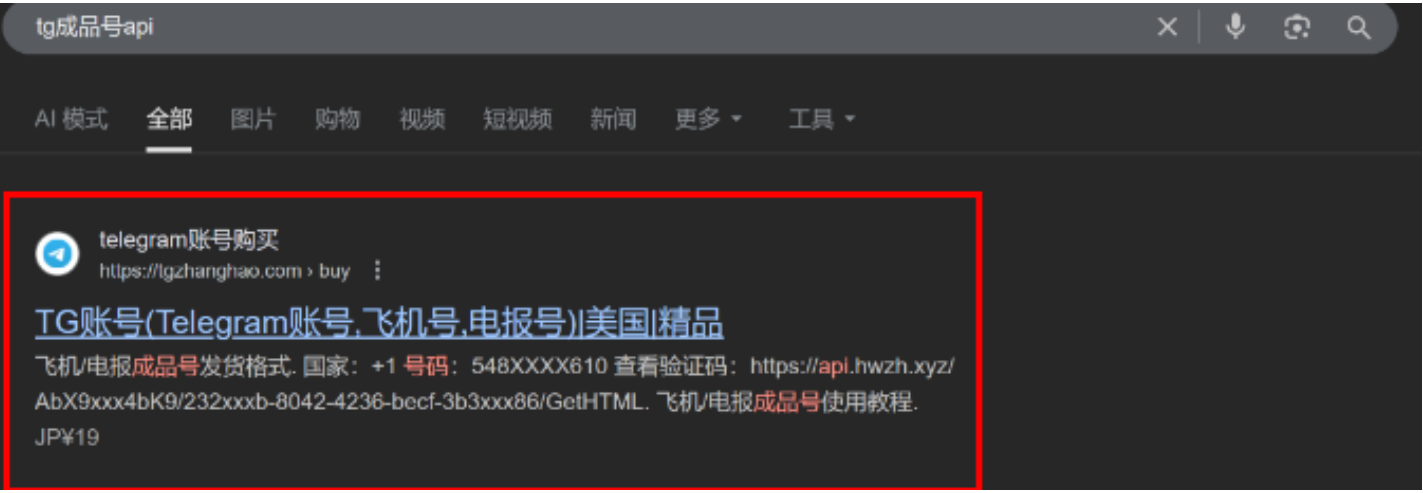 tg成品号api
AI 模式 全部 图片 购物 视频 短视频 新闻 更多 工具
telegram账号购买
https://tgzhanghao.com › buy
TG账号(Telegram账号,飞机号,电报号)|美国|精品
飞机/电报成品号发货格式. 国家：+1 号码：548XXXX610 查看验证码：https://api.hwzh.xyz/
AbX9xxx4bK9/232xxxb-8042-4236-becf-3b3xxx86/GetHTML. 飞机/电报成品号使用教程.
JP¥19